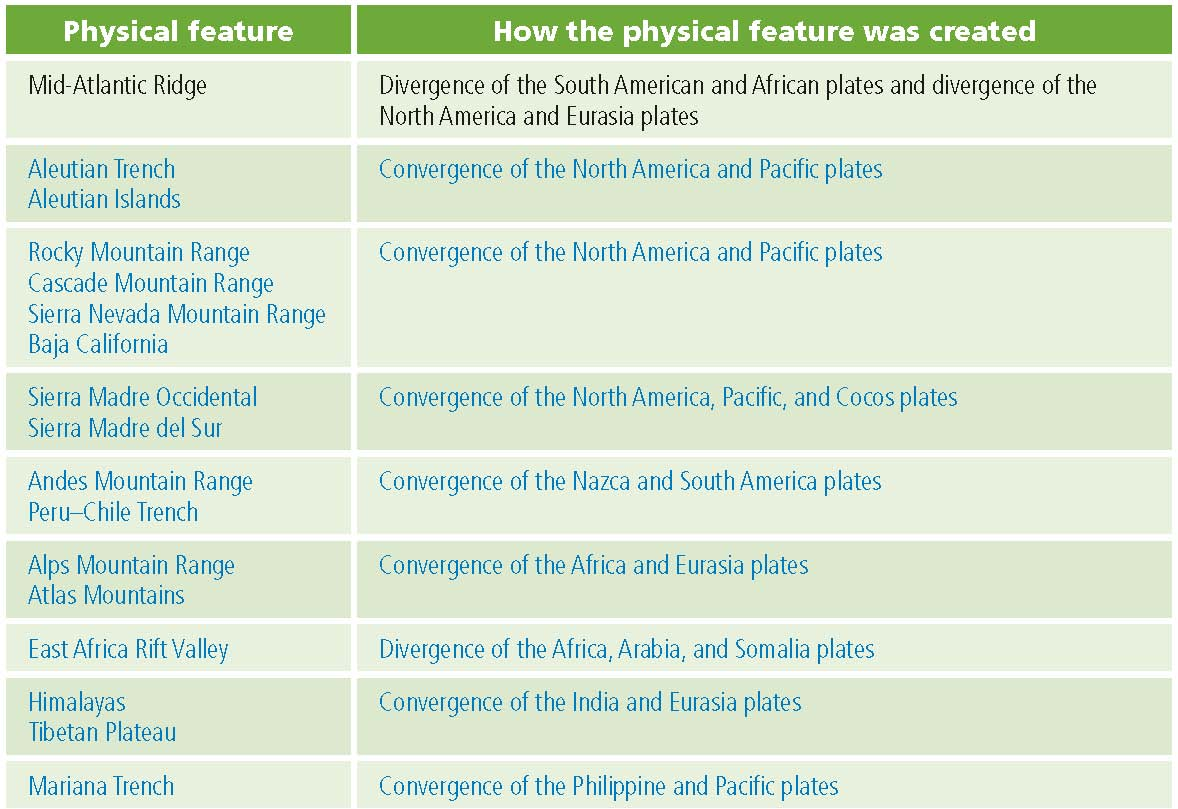 Physical feature
How the physical feature was created
Mid-Atlantic Ridge
Divergence of the South American and African plates and divergence of the
North America and Eurasia plates
Aleutian Trench
Aleutian Islands
Convergence of the North America and Pacific plates
Rocky Mountain Range
Cascade Mountain Range
Sierra Nevada Mountain Range
Baja California
Convergence of the North America and Pacific plates
Sierra Madre Occidental
Sierra Madre del Sur
Convergence of the North America, Pacific, and Cocos plates
Andes Mountain Range
Peru–Chile Trench
Convergence of the Nazca and South America plates
Alps Mountain Range
Atlas Mountains
Convergence of the Africa and Eurasia plates
East Africa Rift Valley
Divergence of the Africa, Arabia, and Somalia plates
Himalayas
Tibetan Plateau
Convergence of the India and Eurasia plates
Mariana Trench
Convergence of the Philippine and Pacific plates